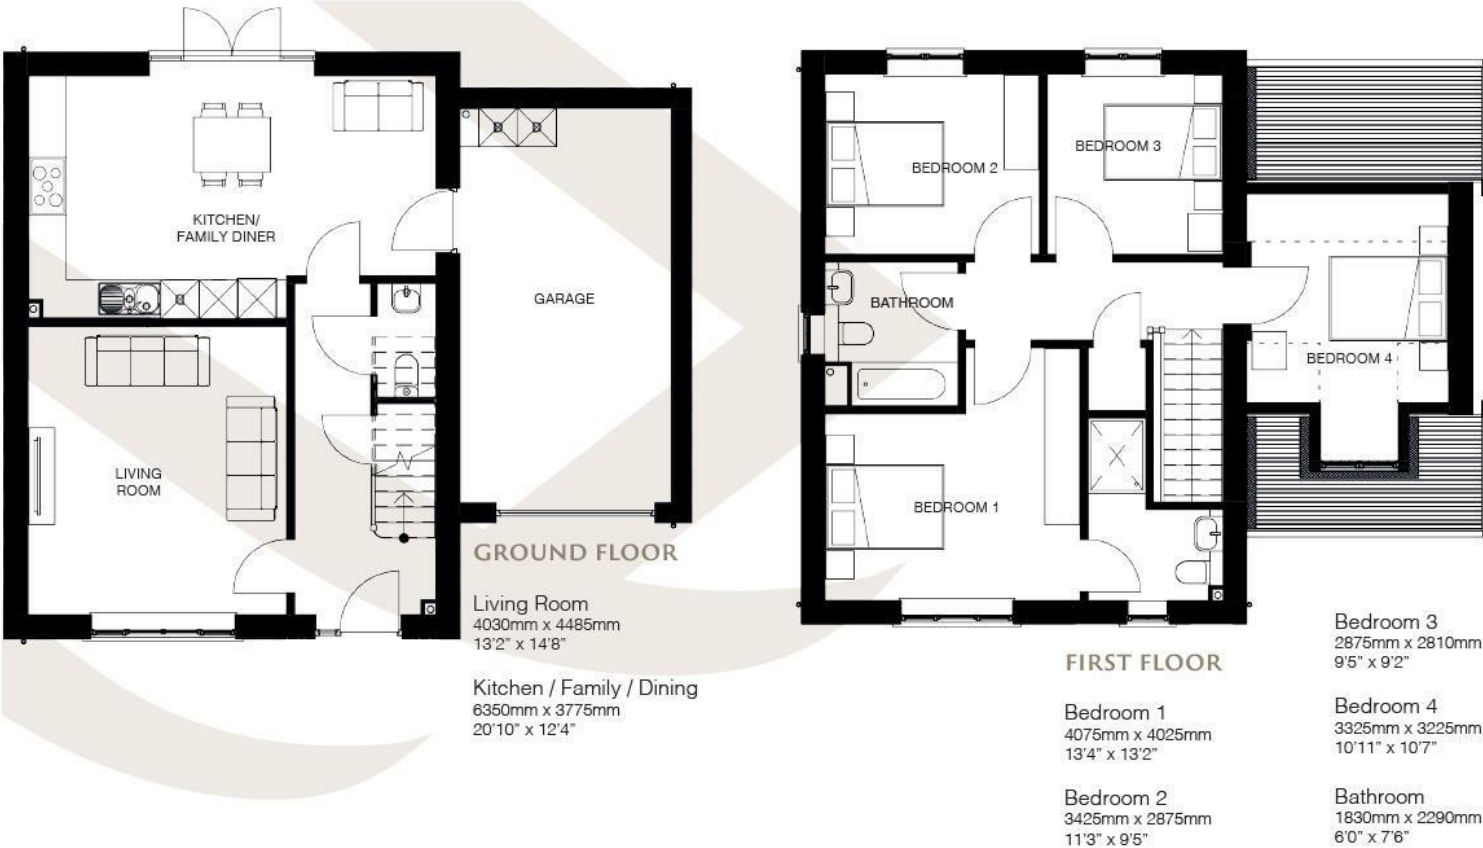 KITCHEN/
FAMILY DINER
GARAGE
LIVING
ROOM
GROUND FLOOR
Living Room
4030mm x 4485mm
13'2" x 14'8"
Kitchen / Family / Dining
6350mm x 3775mm
20'10" x 12'4"
BEDROOM 2
BEDROOM 3
BATHROOM
BEDROOM 4
BEDROOM 1
FIRST FLOOR
Bedroom 1
4075mm x 4025mm
13'4" x 13'2"
Bedroom 2
3425mm x 2875mm
11'3" x 9'5"
Bedroom 3
2875mm x 2810mm
9'5" x 9'2"
Bedroom 4
3325mm x 3225mm
10'11" x 10'7"
Bathroom
1830mm x 2290mm
6'0" x 7'6"